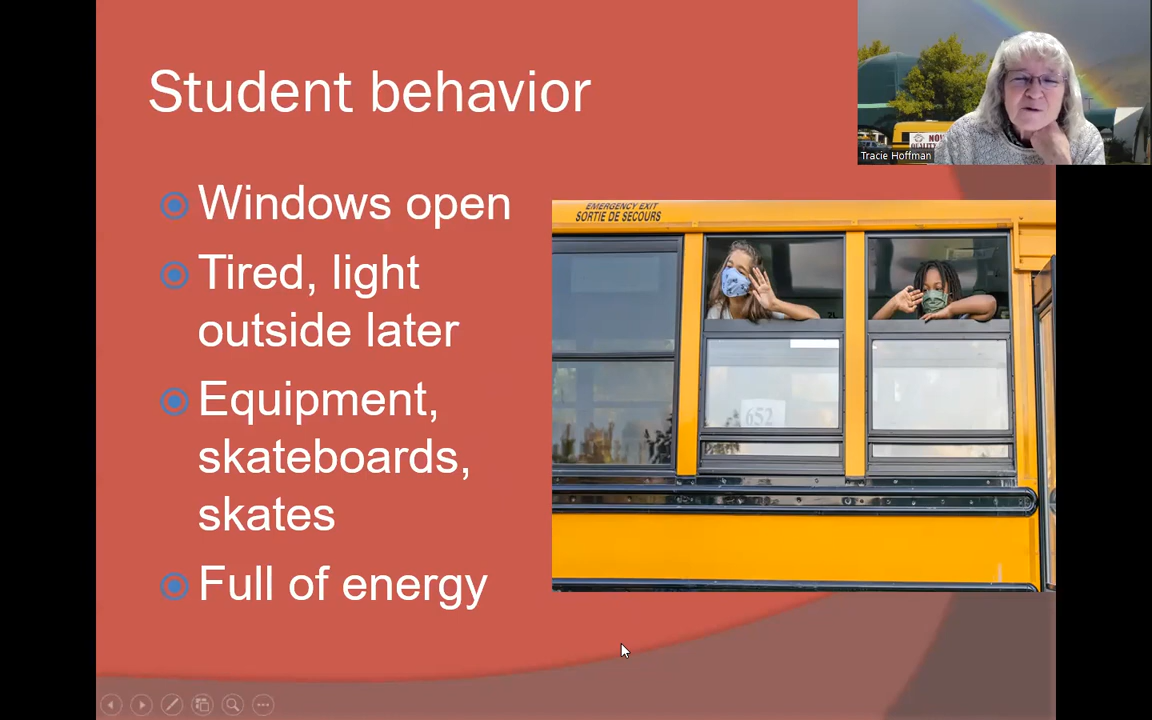 Student behavior
Tracie Hoffman
Windows open
Tired, light
outside later
Equipment,
skateboards,
skates
Full of energy
EMERGENCY EXIT
SORTIE DE SECOURS
652